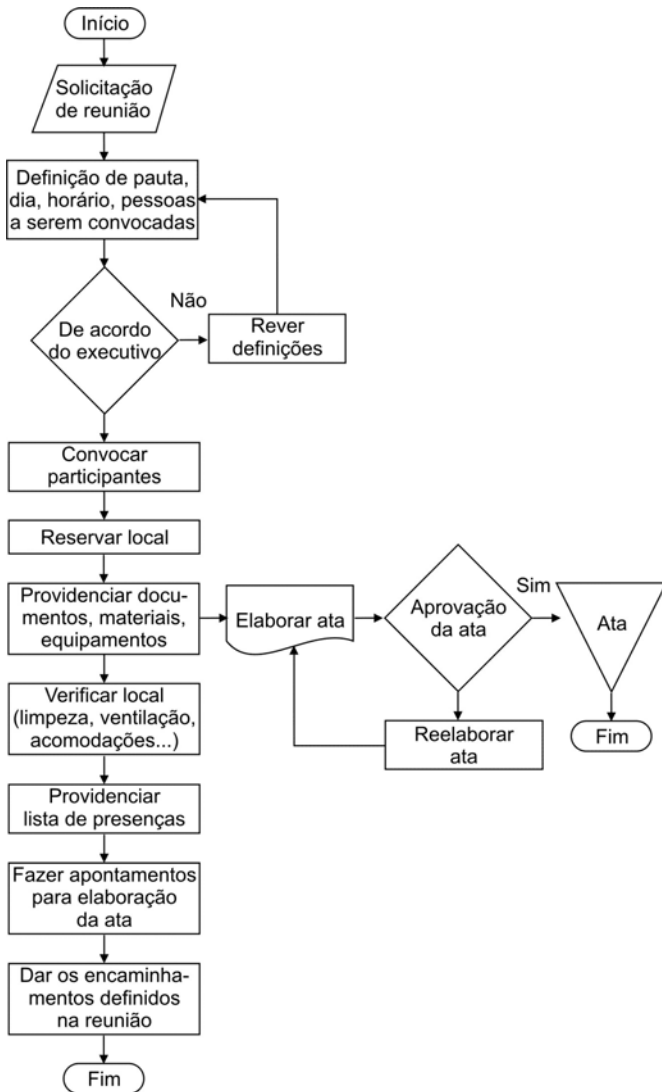 Início
Solicitação
de reunião
Definição de pauta,
dia, horário, pessoas
a serem convocadas
Não
De acordo
do executivo
Rever
definições
Convocar
participantes
Reservar local
Providenciar docu-
mentos, materiais,
equipamentos
Elaborar ata
Aprovação
da ata
Sim
Ata
Verificar local
(limpeza, ventilação,
acomodações...)
Reelaborar
ata
Fim
Providenciar
lista de presenças
Fazer apontamentos
para elaboração
da ata
Dar os encaminha-
mentos definidos
na reunião
Fim